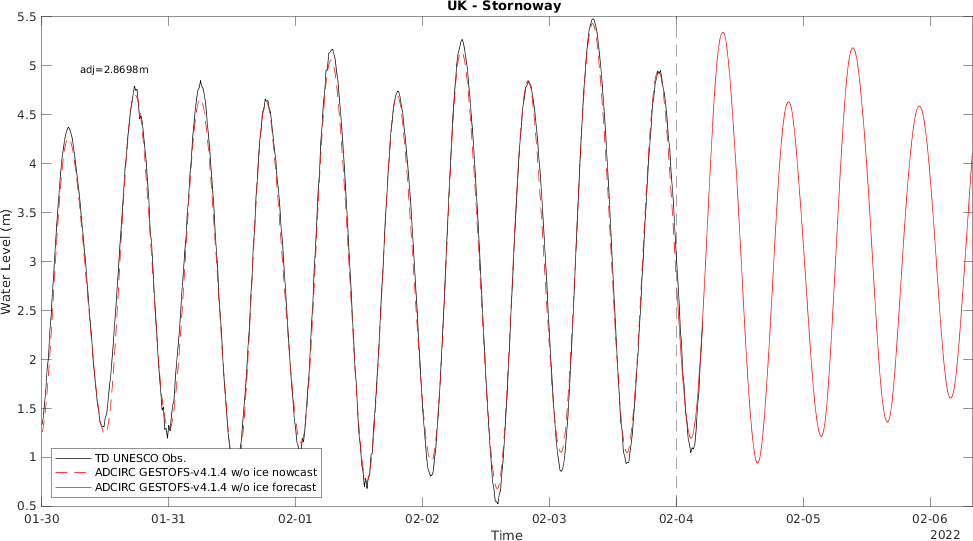 UK - Stornoway
adj=2.8698m
5.5
5
4.5
4
3.5
3
2.5
2
1.5
1
0.5
Water Level (m)
TD UNESCO Obs.
ADCIRC GESTOFS-v4.1.4 w/o ice nowcast
ADCIRC GESTOFS-v4.1.4 w/o ice forecast
01-30 01-31 02-01 02-02 02-03 02-04 02-05 02-06
Time
2022